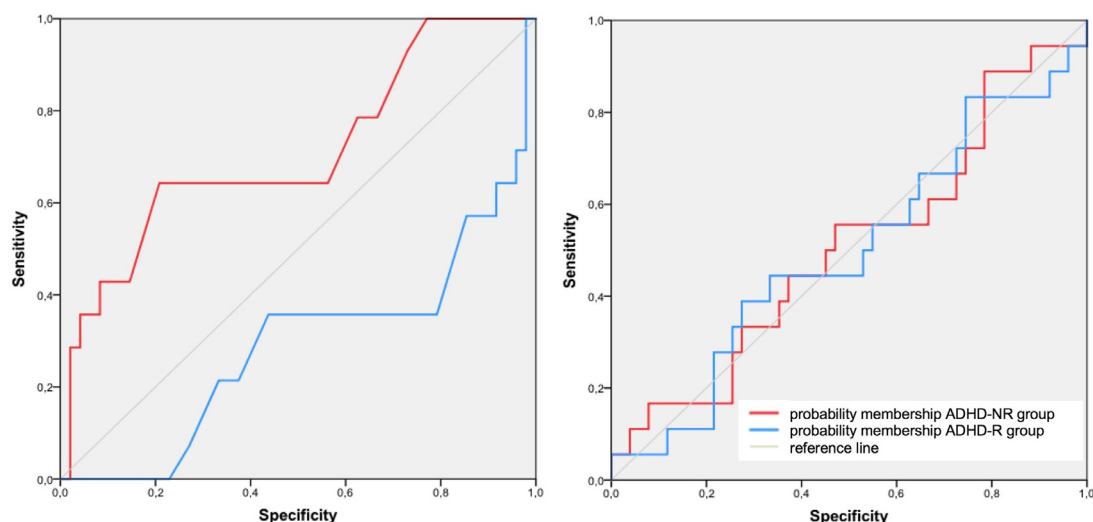 1,0
0,8
0,6
0,4
0,2
0,0
Sensitivity
0,0 0,2 0,4 0,6 0,8 1,0
Specificity
1,0
0,8
0,6
0,4
0,2
0,0
Sensitivity
probability membership ADHD-NR group
probability membership ADHD-R group
reference line
0,0 0,2 0,4 0,6 0,8 1,0
Specificity